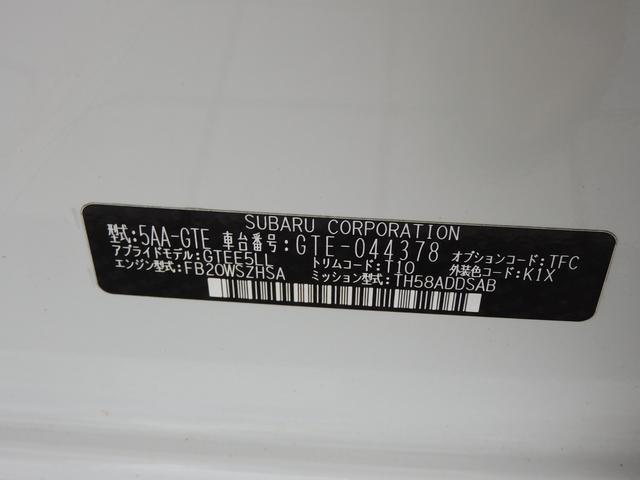 SUBARU CORPORATION
型式:5AA-GTE 車台番号:GTE-044378
アプライドモデル:GTEE5LL トリムコード:T10 オプションコード:TFC
エンジン型式:FB20WSZHSA ミッション型式:TH58ADDSAB 外装色コード:K1X